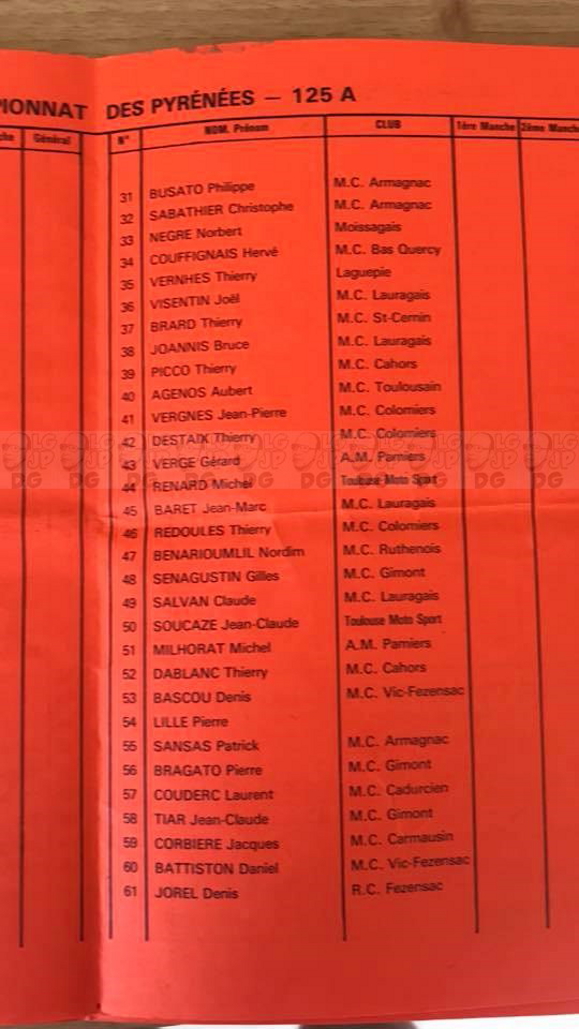 PIONNAT DES PYRÉNÉES — 125 A
che Général N° NOM. Prénom CLUB 1ère Manche 2ème Manche
31 BUSATO Philippe M.C. Armagnac
32 SABATHIER Christophe M.C. Armagnac
33 NEGRE Norbert Moissagais
34 COUFFIGNAIS Hervé M.C. Bas Quercy
35 VERNHES Thierry Laguepie
36 VISENTIN Joël M.C. Lauragais
37 BRARD Thierry M.C. St-Cernin
38 JOANNIS Bruce M.C. Lauragais
39 PICCO Thierry M.C. Cahors
40 AGENOS Aubert M.C. Toulousain
41 VERGNES Jean-Pierre M.C. Colomiers
42 DESTAIX Thierry M.C. Colomiers
43 VERGE Gérard A.M. Pamiers
44 RENARD Michel Toulouse Moto Sport
45 BARET Jean-Marc M.C. Lauragais
46 REDOULES Thierry M.C. Colomiers
47 BENARIOUMLIL Nordim M.C. Ruthenois
48 SENAGUSTIN Gilles M.C. Gimont
49 SALVAN Claude M.C. Lauragais
50 SOUCAZE Jean-Claude Toulouse Moto Sport
51 MILHORAT Michel A.M. Pamiers
52 DABLANC Thierry M.C. Cahors
53 BASCOU Denis M.C. Vic-Fezensac
54 LILLE Pierre
55 SANSAS Patrick M.C. Armagnac
56 BRAGATO Pierre M.C. Gimont
57 COUDERC Laurent M.C. Cadurcien
58 TIAR Jean-Claude M.C. Gimont
59 CORBIERE Jacques M.C. Carmausin
60 BATTISTON Daniel M.C. Vic-Fezensac
61 JOREL Denis R.C. Fezensac